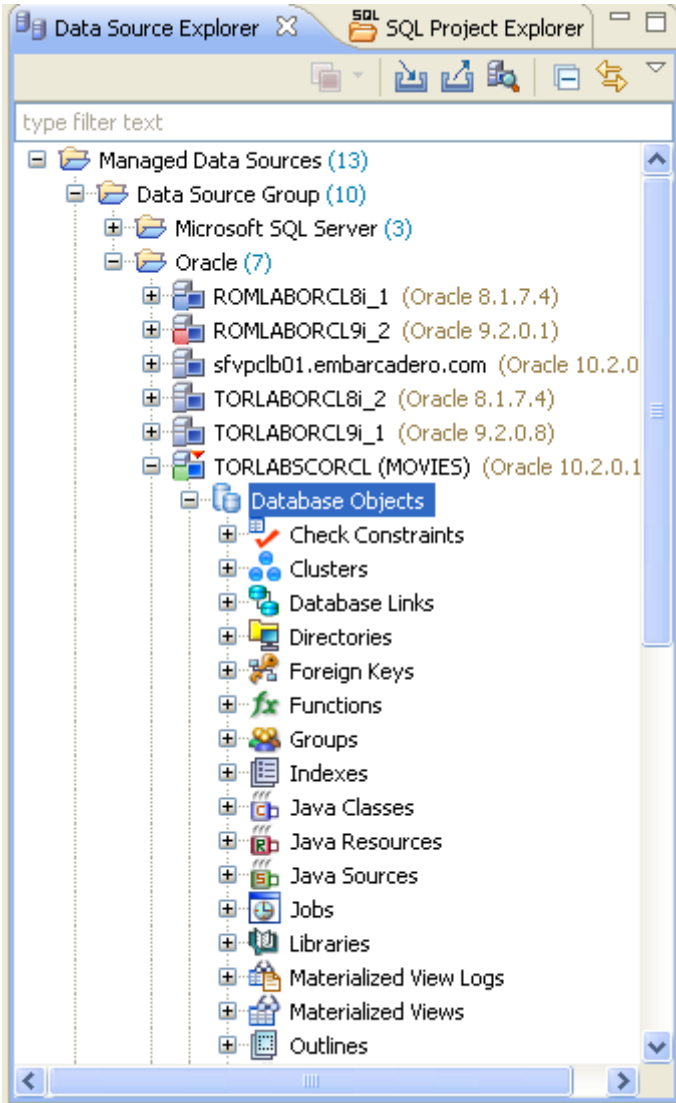 Data Source Explorer
SQL SQL Project Explorer
type filter text
Managed Data Sources (13)
Data Source Group (10)
Microsoft SQL Server (3)
Oracle (7)
ROMLABORCL8i_1 (Oracle 8.1.7.4)
ROMLABORCL9i_2 (Oracle 9.2.0.1)
sfvpclb01.embarcadero.com (Oracle 10.2.0
TORLABORCL8i_2 (Oracle 8.1.7.4)
TORLABORCL9i_1 (Oracle 9.2.0.8)
TORLABSCORCL (MOVIES) (Oracle 10.2.0.1
Database Objects
Check Constraints
Clusters
Database Links
Directories
Foreign Keys
fx Functions
Groups
Indexes
C Java Classes
R Java Resources
S Java Sources
Jobs
Libraries
Materialized View Logs
Materialized Views
Outlines